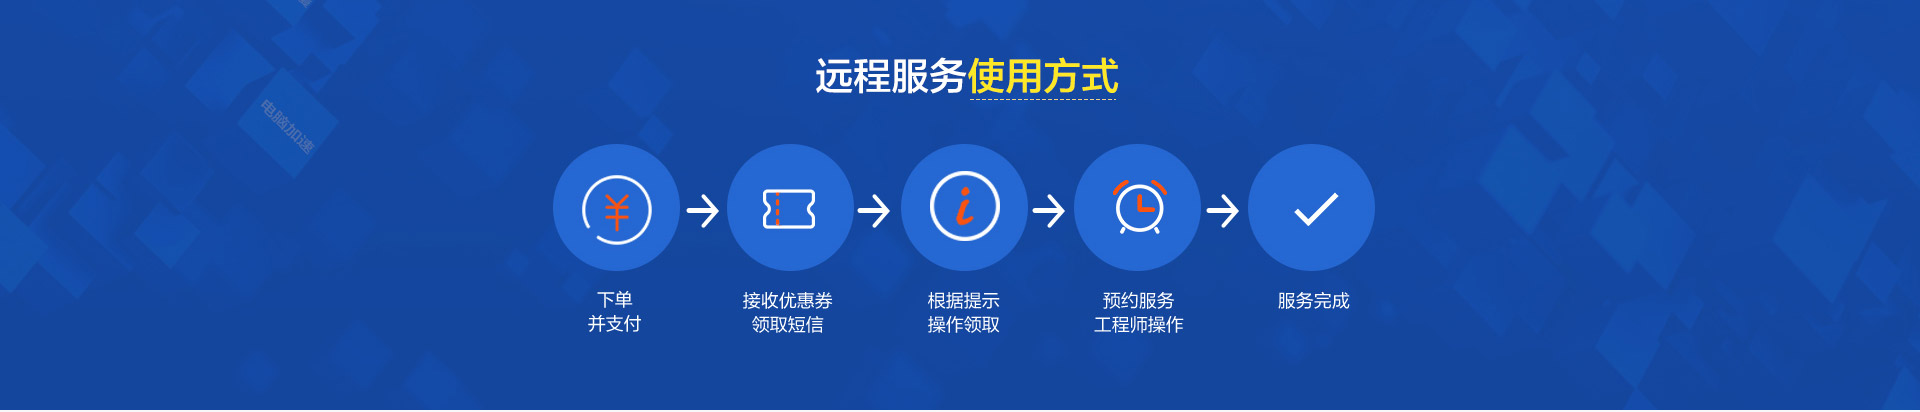 远程服务使用方式
电脑加速
¥
i
下单
并支付
接收优惠券
领取短信
根据提示
操作领取
预约服务
工程师操作
服务完成